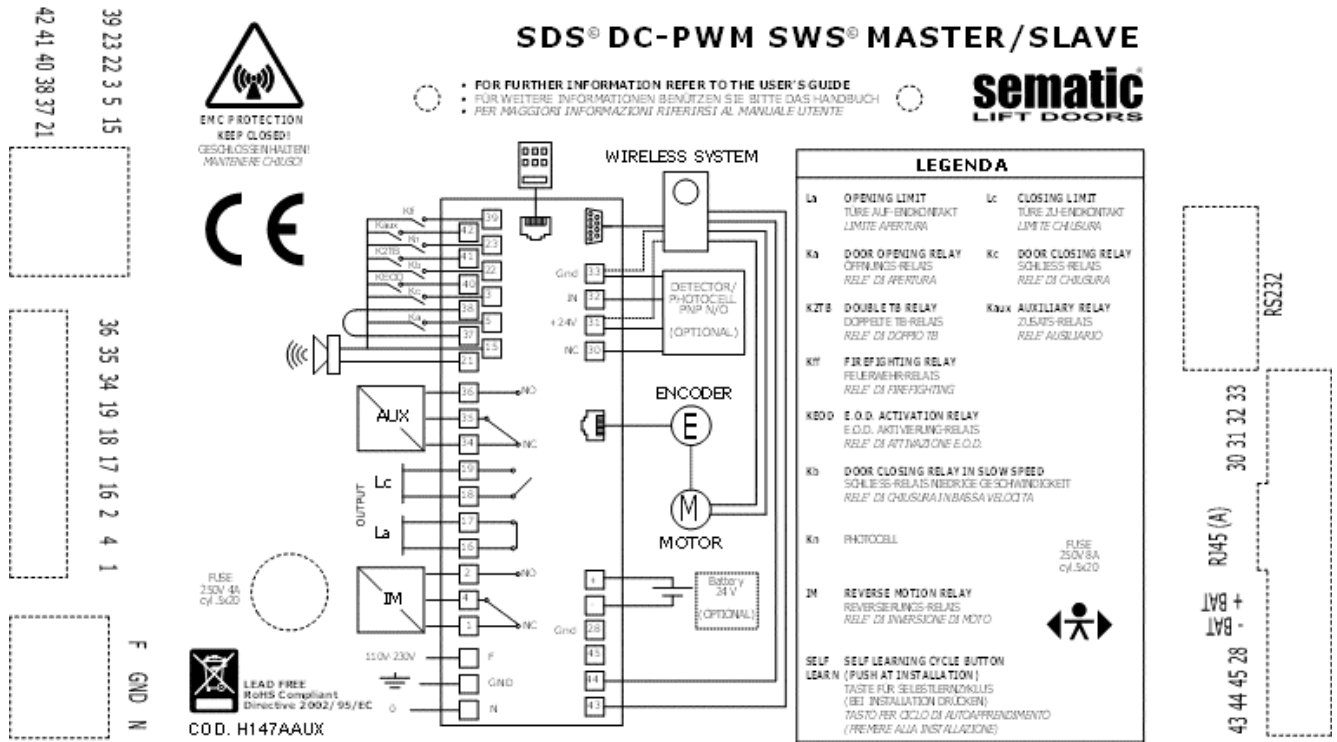 SDS© DC-PWM SWS© MASTER/SLAVE
• FOR FURTHER INFORMATION REFER TO THE USER'S GUIDE
• FÜR WEITERE INFORMATIONEN BENÜTZEN SIE BITTE DAS HANDBUCH
• PER MAGGIORI INFORMAZIONI RIFERIRSI AL MANUALE UTENTE
sematic
LIFT DOORS
EMC PROTECTION
KEEP CLOSED!
GESCHLOSSEN HALTEN!
MANTENERE CHIUSO!
CE
42 41 40 38 37 21
39 23 22 3 5 15
36 35 34 19 18 17 16 2 4 1
F GND N
WIRELESS SYSTEM
Kff
39
Kaux
42
Kn
23
K2TB
41
Kb
22
KEOD
40
Kc
3
38
Ka
5
37
15
21
Gnd 33
IN 32
+24V 31
NC 30
DETECTOR/
PHOTOCELL
PNP N/O
(OPTIONAL)
AUX
36 NO
35
34 NC
ENCODER
E
M
MOTOR
OUTPUT
Lc
19
18
La
17
16
IM
2 NO
4
1 NC
FUSE
250V 4A
cyl.5x20
+
-
Battery
24 V
(OPTIONAL)
Gnd 28
45
44
43
110V-230V F
GND
0 N
LEAD FREE
RoHS Compliant
Directive 2002/95/EC
COD. H147AAUX
LEGENDA
La OPENING LIMIT
TÜRE AUF-ENDKONTAKT
LIMITE APERTURA
Lc CLOSING LIMIT
TÜRE ZU-ENDKONTAKT
LIMITE CHIUSURA
Ka DOOR OPENING RELAY
ÖFFNUNGS-RELAIS
RELE' DI APERTURA
Kc DOOR CLOSING RELAY
SCHLIESS-RELAIS
RELE' DI CHIUSURA
K2TB DOUBLE TB RELAY
DOPPELTE TB-RELAIS
RELE' DI DOPPIO TB
Kaux AUXILIARY RELAY
ZUSATS-RELAIS
RELE' AUSILIARIO
Kff FIREFIGHTING RELAY
FEUERWEHR-RELAIS
RELE' DI FIREFIGHTING
KEOD E.O.D. ACTIVATION RELAY
E.O.D. AKTIVIERUNG-RELAIS
RELE' DI ATTIVAZIONE E.O.D.
Kb DOOR CLOSING RELAY IN SLOW SPEED
SCHLIESS-RELAIS NIEDRIGE GESCHWINDIGKEIT
RELE' DI CHIUSURA IN BASSA VELOCITA
Kn PHOTOCELL
FUSE
250V 8A
cyl.5x20
IM REVERSE MOTION RELAY
REVERSIERUNGS-RELAIS
RELE' DI INVERSIONE DI MOTO
SELF LEARN SELF LEARNING CYCLE BUTTON
(PUSH AT INSTALLATION)
TASTE FÜR SELBSTLERNZYKLUS
(BEI INSTALLATION DRÜCKEN)
TASTO PER CICLO DI AUTOAPPRENDIMENTO
(PREMERE ALLA INSTALLAZIONE)
RS232
30 31 32 33
RJ45 (A)
+ BAT
- BAT
43 44 45 28